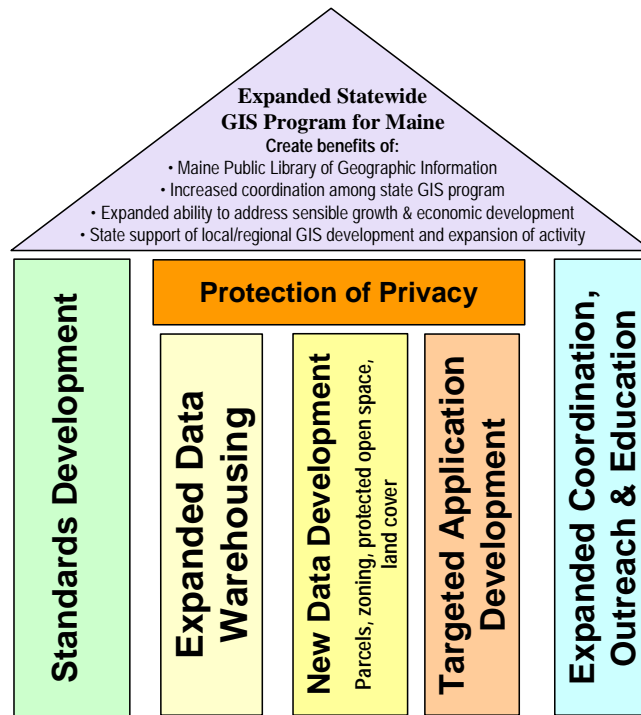 Expanded Statewide
GIS Program for Maine
Create benefits of:
• Maine Public Library of Geographic Information
• Increased coordination among state GIS program
• Expanded ability to address sensible growth & economic development
• State support of local/regional GIS development and expansion of activity
Standards Development
Protection of Privacy
Expanded Data
Warehousing
New Data Development
Parcels, zoning, protected open space,
land cover
Targeted Application
Development
Expanded Coordination,
Outreach & Education